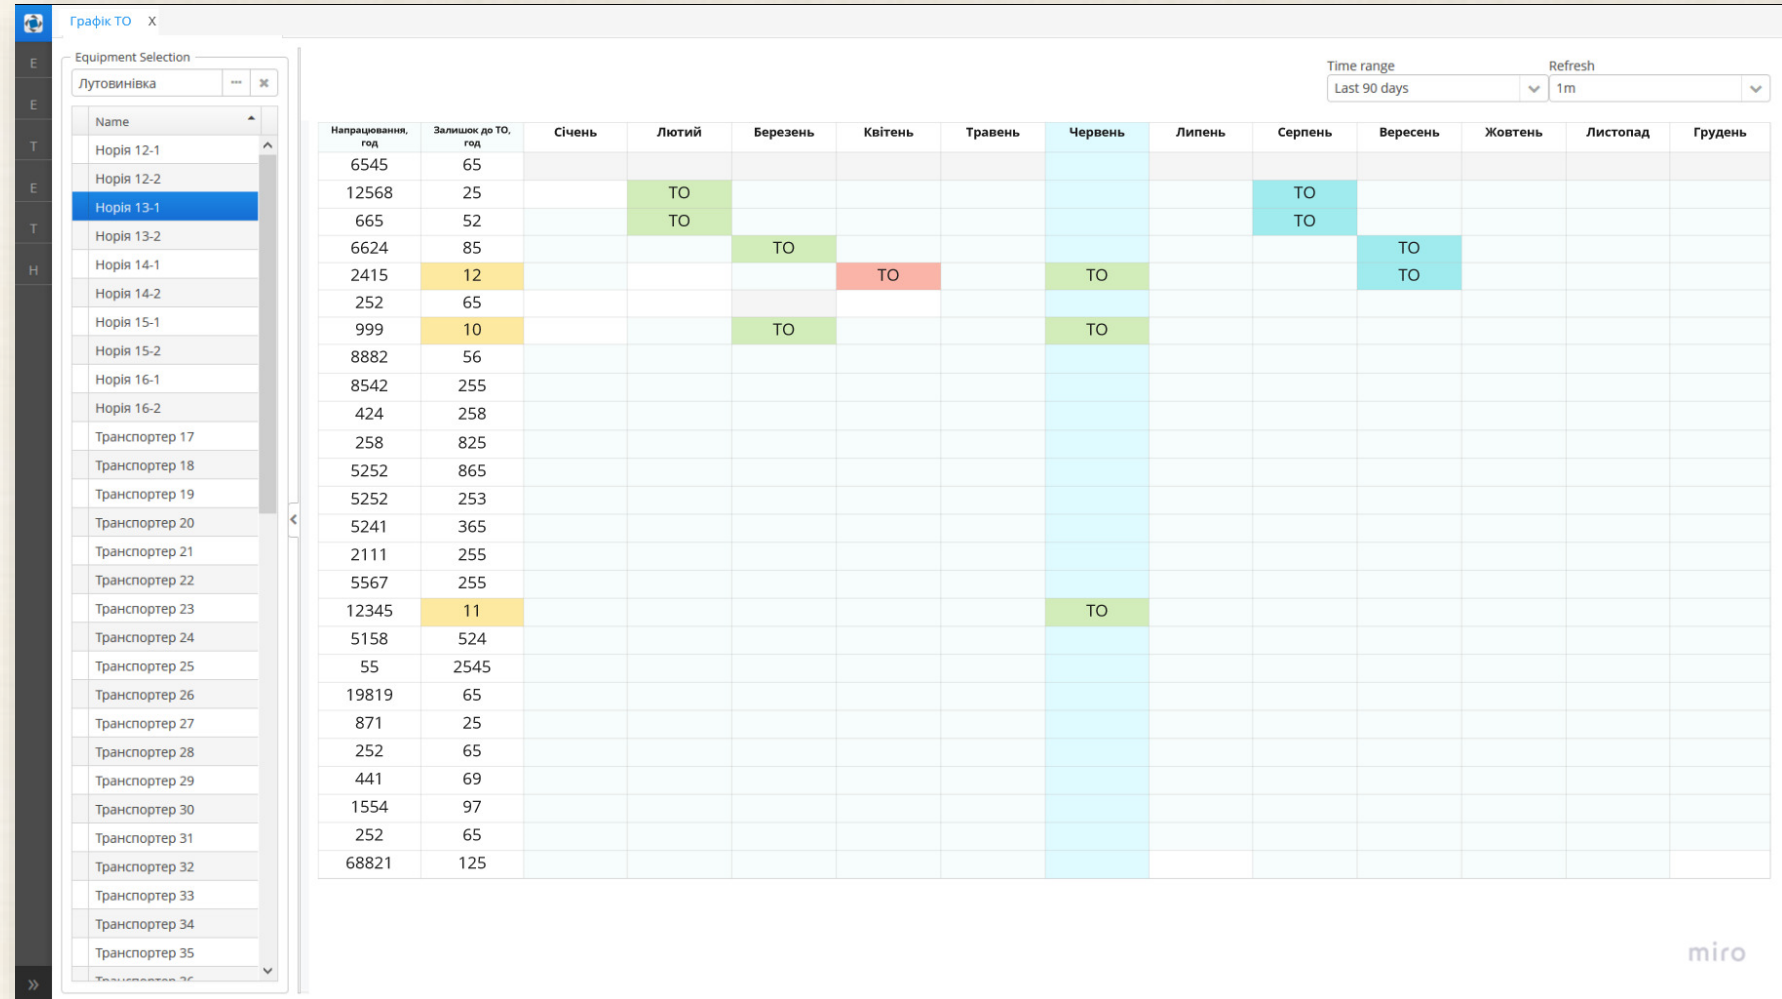 Графік ТО X
E
E
T
E
T
H
»
Equipment Selection
Лутовинівка
Name
Норія 12-1
Норія 12-2
Норія 13-1
Норія 13-2
Норія 14-1
Норія 14-2
Норія 15-1
Норія 15-2
Норія 16-1
Норія 16-2
Транспортер 17
Транспортер 18
Транспортер 19
Транспортер 20
Транспортер 21
Транспортер 22
Транспортер 23
Транспортер 24
Транспортер 25
Транспортер 26
Транспортер 27
Транспортер 28
Транспортер 29
Транспортер 30
Транспортер 31
Транспортер 32
Транспортер 33
Транспортер 34
Транспортер 35
Time range Refresh
Last 90 days 1m
Напрацювання, год Залишок до ТО, год Січень Лютий Березень Квітень Травень Червень Липень Серпень Вересень Жовтень Листопад Грудень
6545 65
12568 25 ТО ТО
665 52 ТО ТО
6624 85 ТО ТО
2415 12 ТО ТО ТО
252 65
999 10 ТО ТО
8882 56
8542 255
424 258
258 825
5252 865
5252 253
5241 365
2111 255
5567 255
12345 11 ТО
5158 524
55 2545
19819 65
871 25
252 65
441 69
1554 97
252 65
68821 125
miro